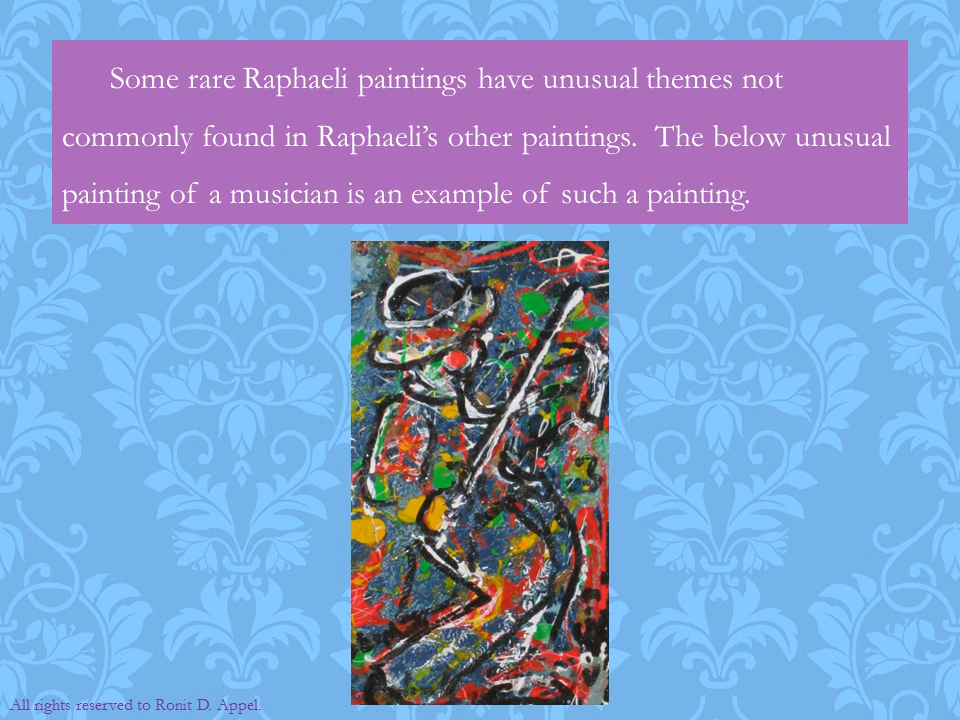 Some rare Raphaeli paintings have unusual themes not
commonly found in Raphaeli’s other paintings.  The below unusual
painting of a musician is an example of such a painting.
All rights reserved to Ronit D. Appel.